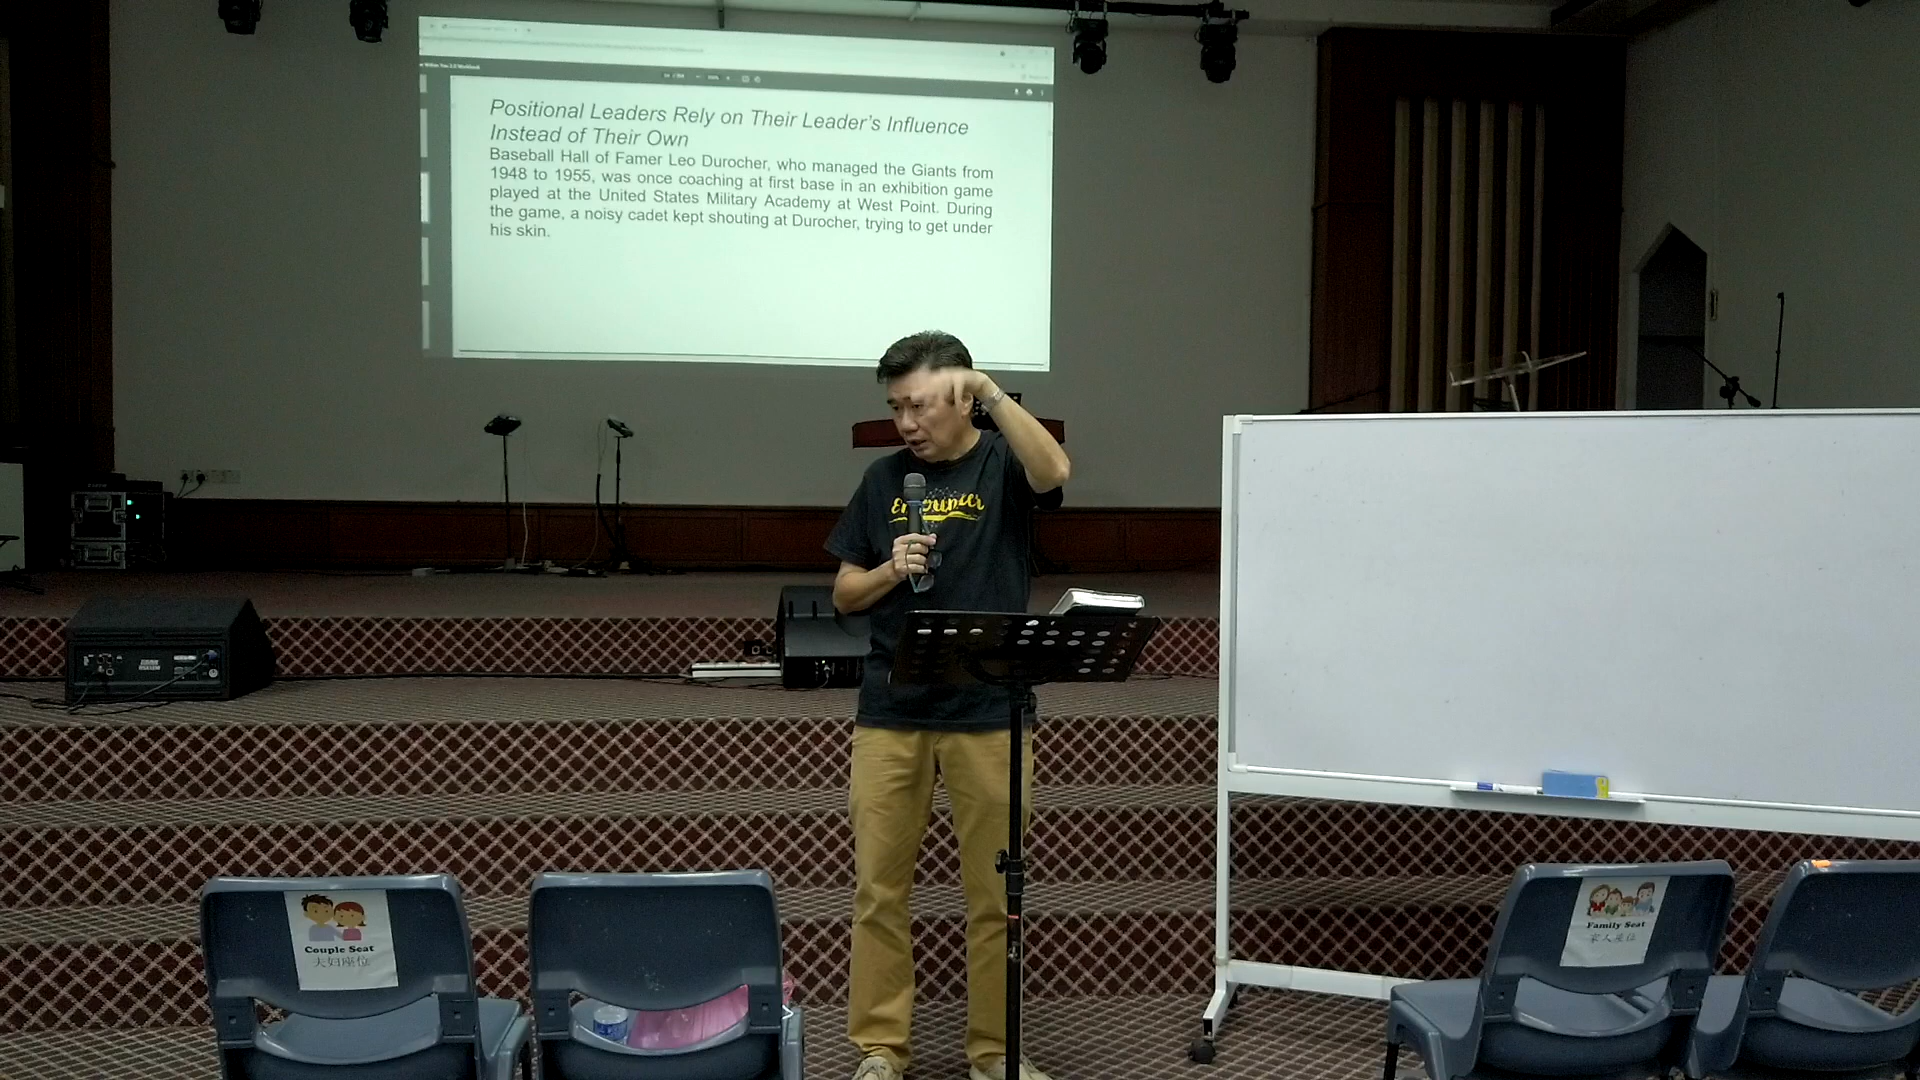 Positional Leaders Rely on Their Leader's Influence
Instead of Their Own
Baseball Hall of Famer Leo Durocher, who managed the Giants from
1948 to 1955, was once coaching at first base in an exhibition game
played at the United States Military Academy at West Point. During
the game, a noisy cadet kept shouting at Durocher, trying to get under
his skin.
Couple Seat
夫妇座位
Family Seat
家人座位